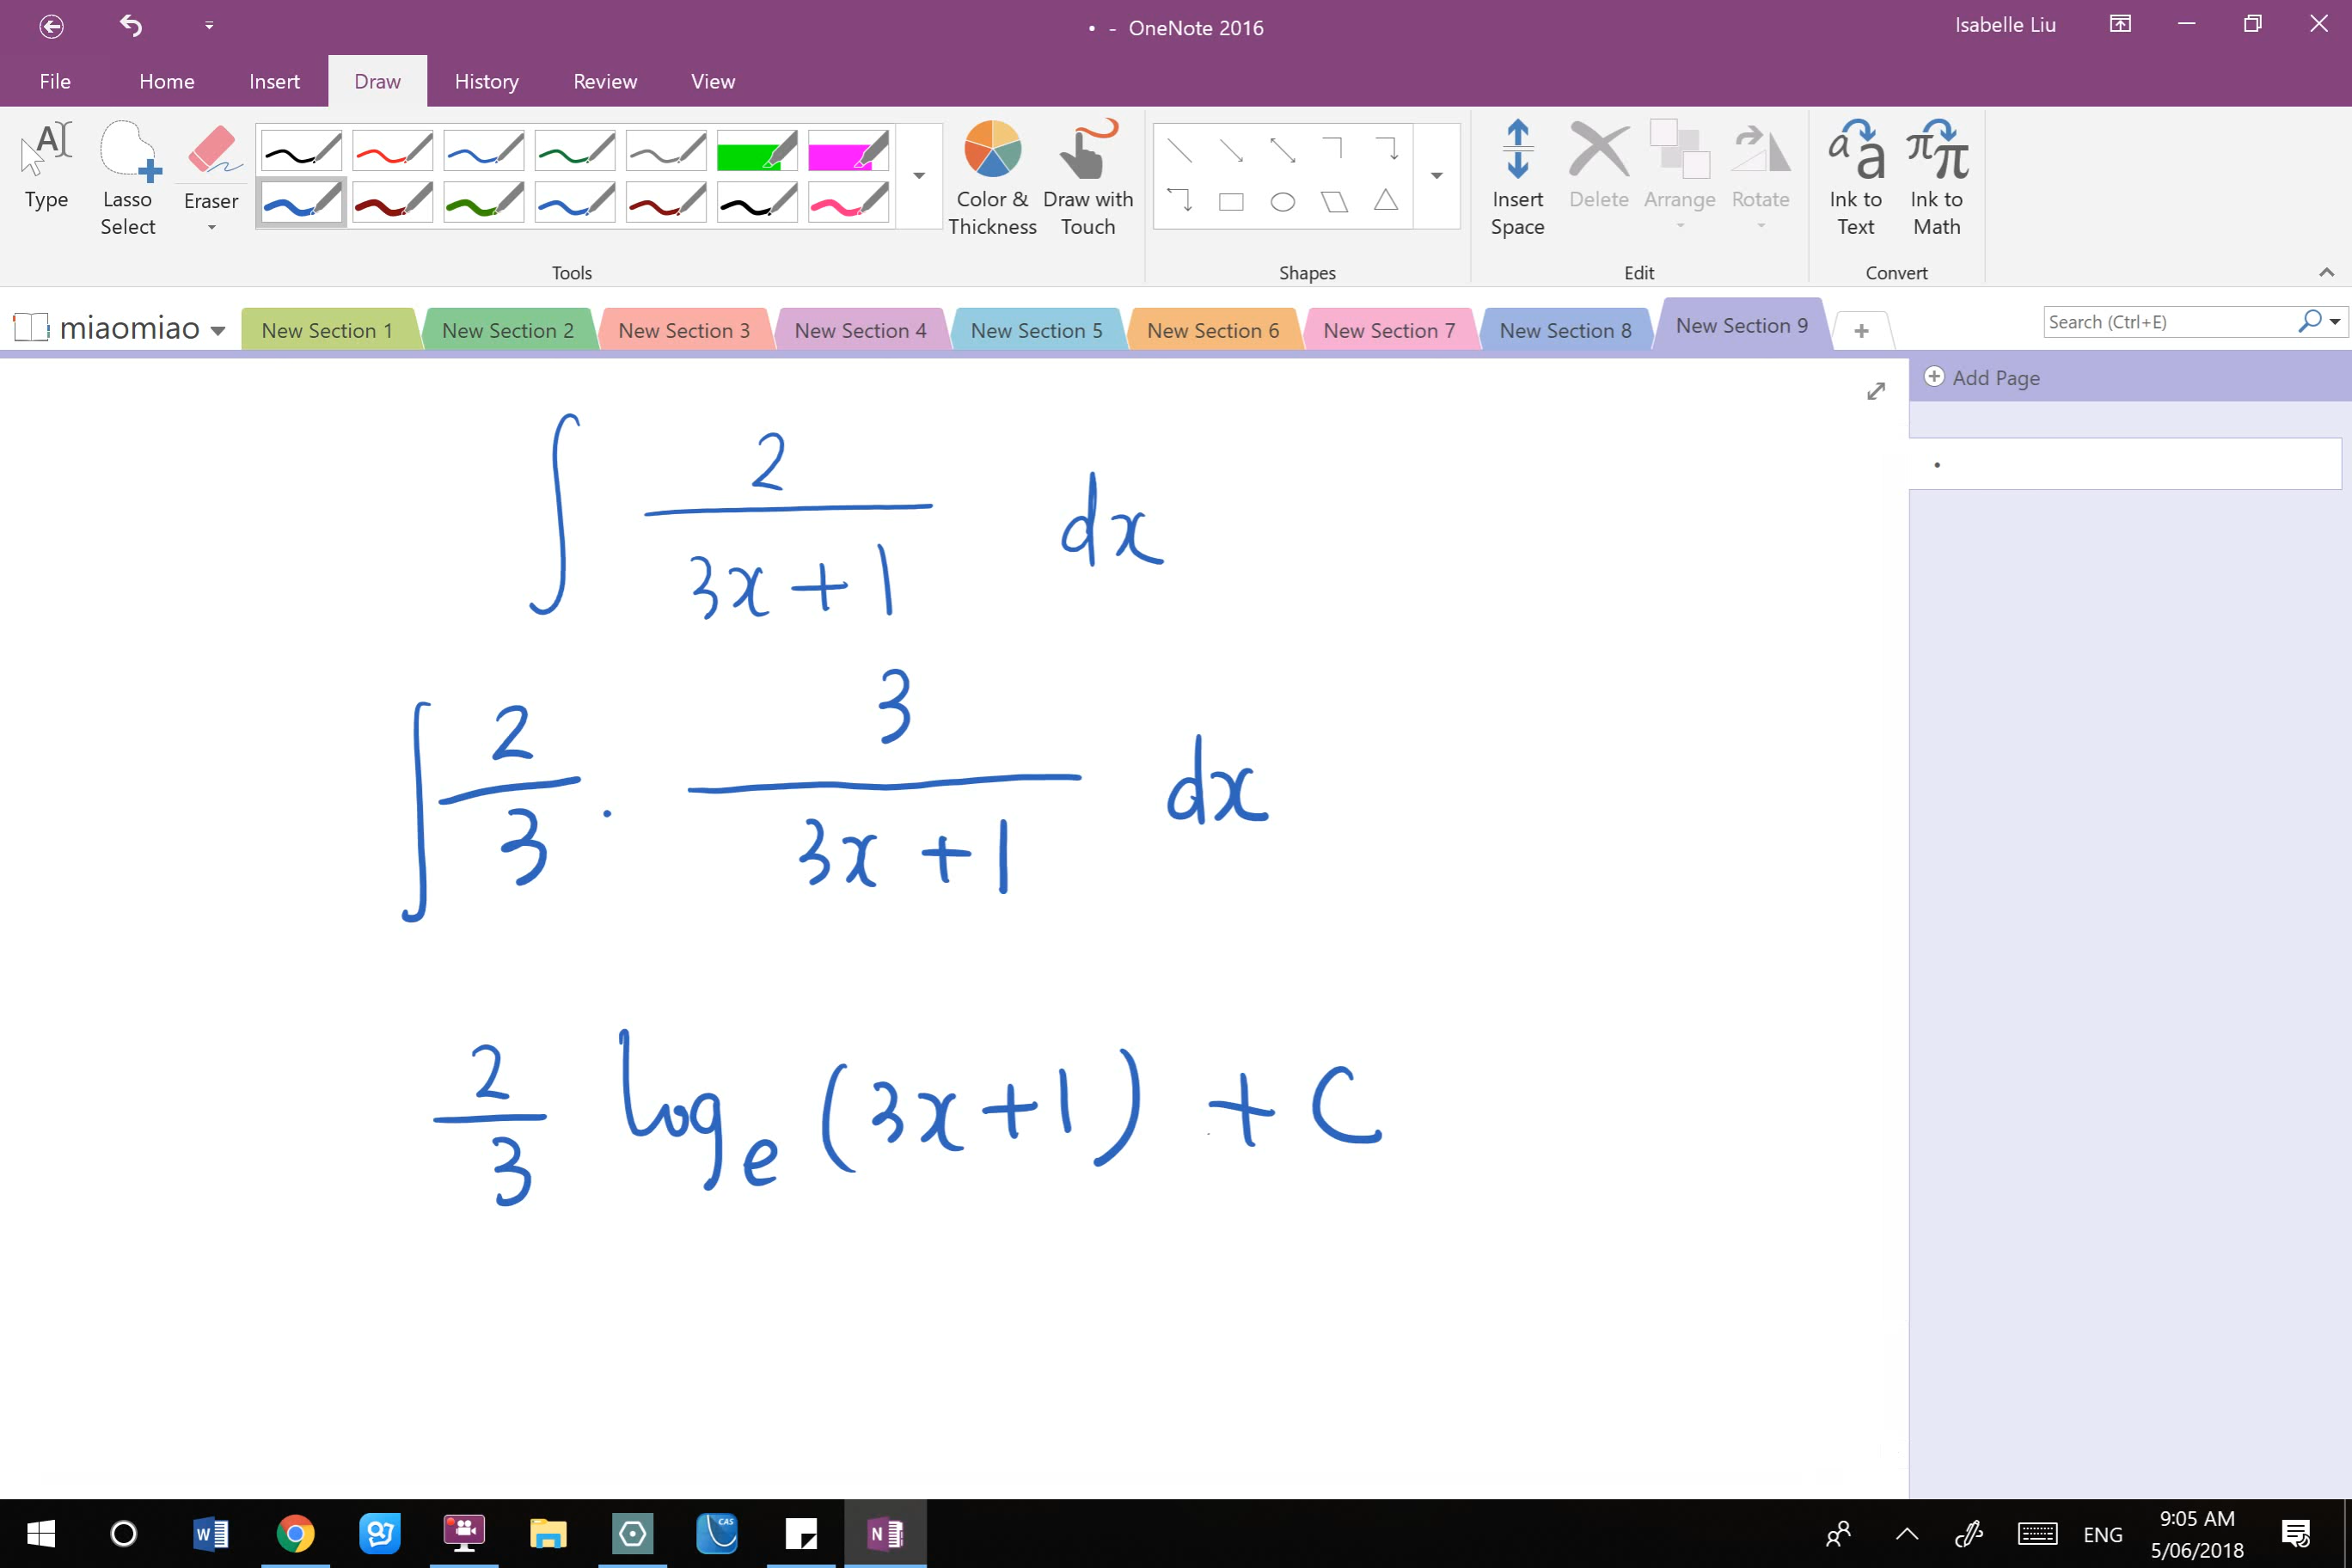 • - OneNote 2016
Isabelle Liu
File Home Insert Draw History Review View
Type
Lasso Select
Eraser
Color & Thickness
Draw with Touch
Insert Space
Delete
Arrange
Rotate
Ink to Text
Ink to Math
Tools
Shapes
Edit
Convert
miaomiao
New Section 1 New Section 2 New Section 3 New Section 4 New Section 5 New Section 6 New Section 7 New Section 8 New Section 9 +
Search (Ctrl+E)
Add Page
∫ 2/(3x+1) dx
∫ 2/3 · 3/(3x+1) dx
2/3 logₑ (3x+1) + C
ENG
9:05 AM
5/06/2018